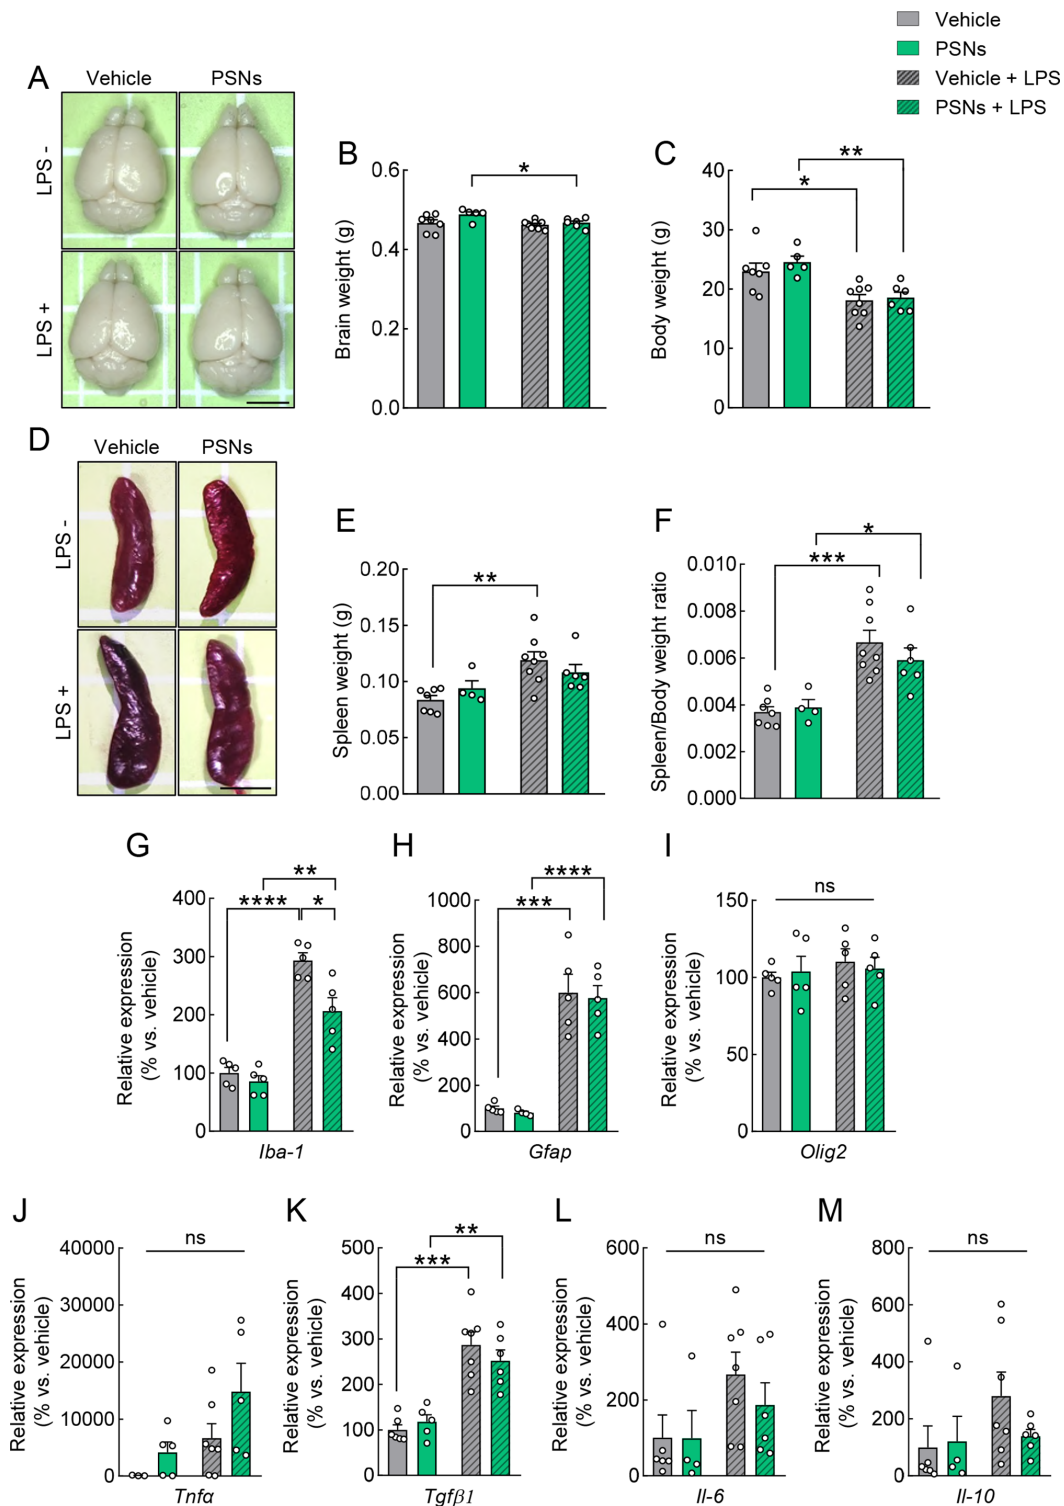 Vehicle
PSNs
Vehicle + LPS
PSNs + LPS
A
Vehicle
PSNs
LPS -
LPS +
B
*
0.6
0.4
0.2
0.0
Brain weight (g)
C
**
*
40
30
20
10
0
Body weight (g)
D
Vehicle
PSNs
LPS -
LPS +
E
**
0.20
0.15
0.10
0.05
0.00
Spleen weight (g)
F
*
***
0.010
0.008
0.006
0.004
0.002
0.000
Spleen/Body weight ratio
G
**
**** *
400
300
200
100
0
Relative expression
(% vs. vehicle)
Iba-1
H
****
***
1000
800
600
400
200
0
Relative expression
(% vs. vehicle)
Gfap
I
ns
150
100
50
0
Relative expression
(% vs. vehicle)
Olig2
J
ns
40000
30000
20000
10000
0
Relative expression
(% vs. vehicle)
Tnfα
K
**
***
500
400
300
200
100
0
Relative expression
(% vs. vehicle)
Tgfβ1
L
ns
600
400
200
0
Relative expression
(% vs. vehicle)
Il-6
M
ns
800
600
400
200
0
Relative expression
(% vs. vehicle)
Il-10